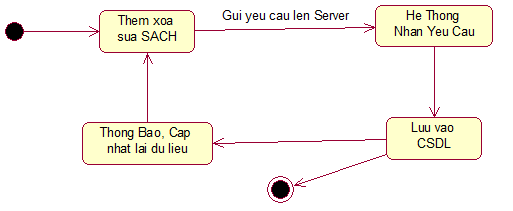 Them xoa
sua SACH
Gui yeu cau len Server
He Thong
Nhan Yeu Cau
Thong Bao, Cap
nhat lai du lieu
Luu vao
CSDL